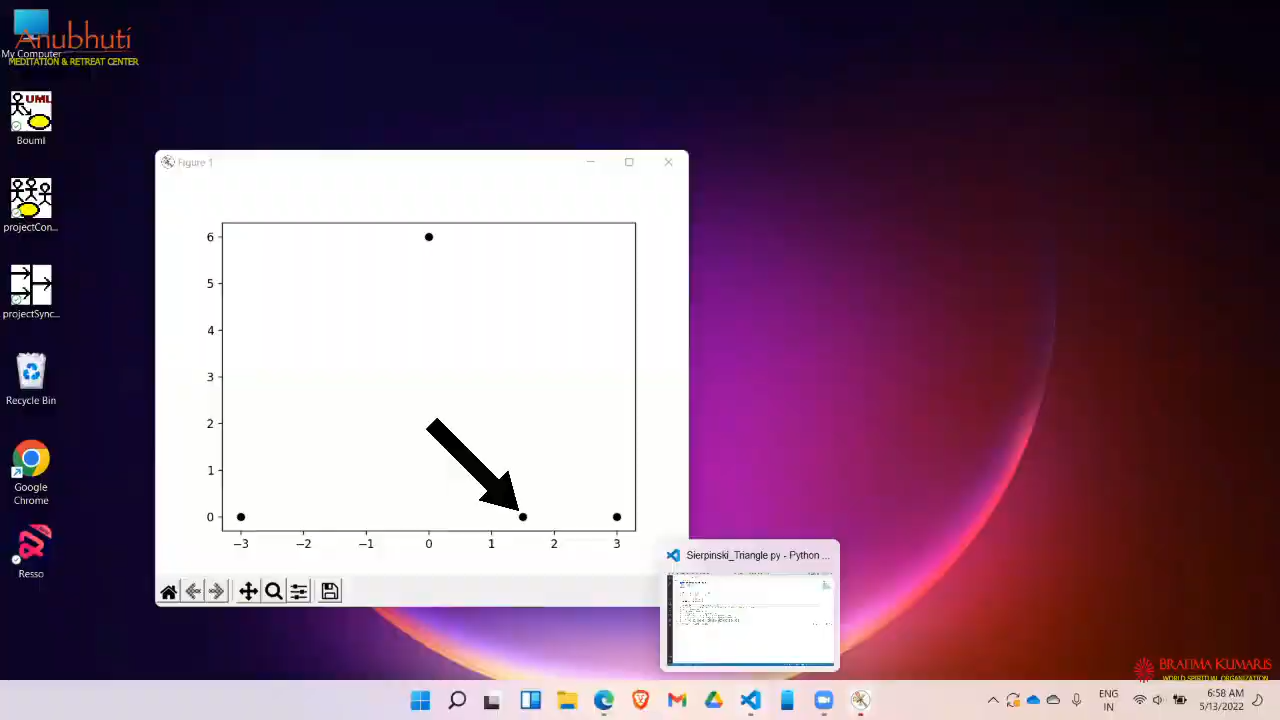 Anubhuti
My Computer
MEDITATION & RETREAT CENTER
UML
Bouml
projectCon...
projectSync...
Recycle Bin
Google
Chrome
Resso
Figure 1
6
5
4
3
2
1
0
−3
−2
−1
0
1
2
3
Sierpinski_Triangle.py - Python ...
BRAHMA KUMARIS
WORLD SPIRITUAL ORGANIZATION
ENG
IN
6:58 AM
5/13/2022